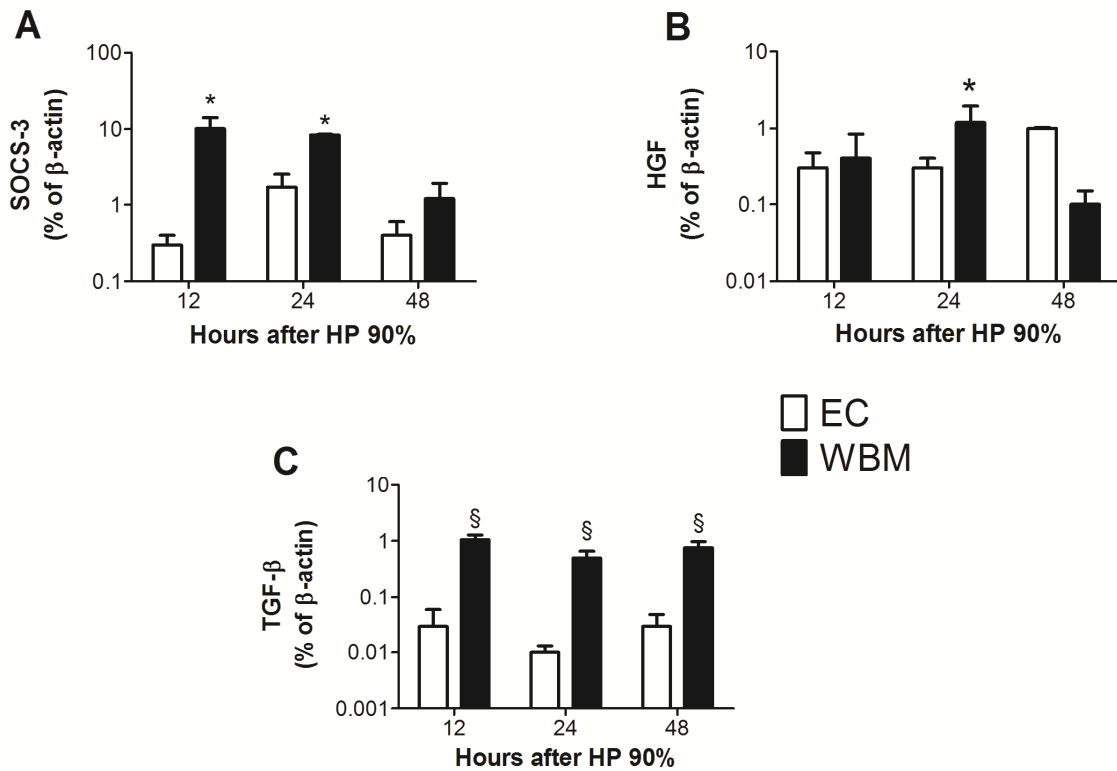 A
SOCS-3
(% of β-actin)
100
10
1
0.1
*
*
12 24 48
Hours after HP 90%
B
HGF
(% of β-actin)
10
1
0.1
0.01
*
12 24 48
Hours after HP 90%
EC
WBM
C
TGF-β
(% of β-actin)
10
1
0.1
0.01
0.001
§ § §
12 24 48
Hours after HP 90%